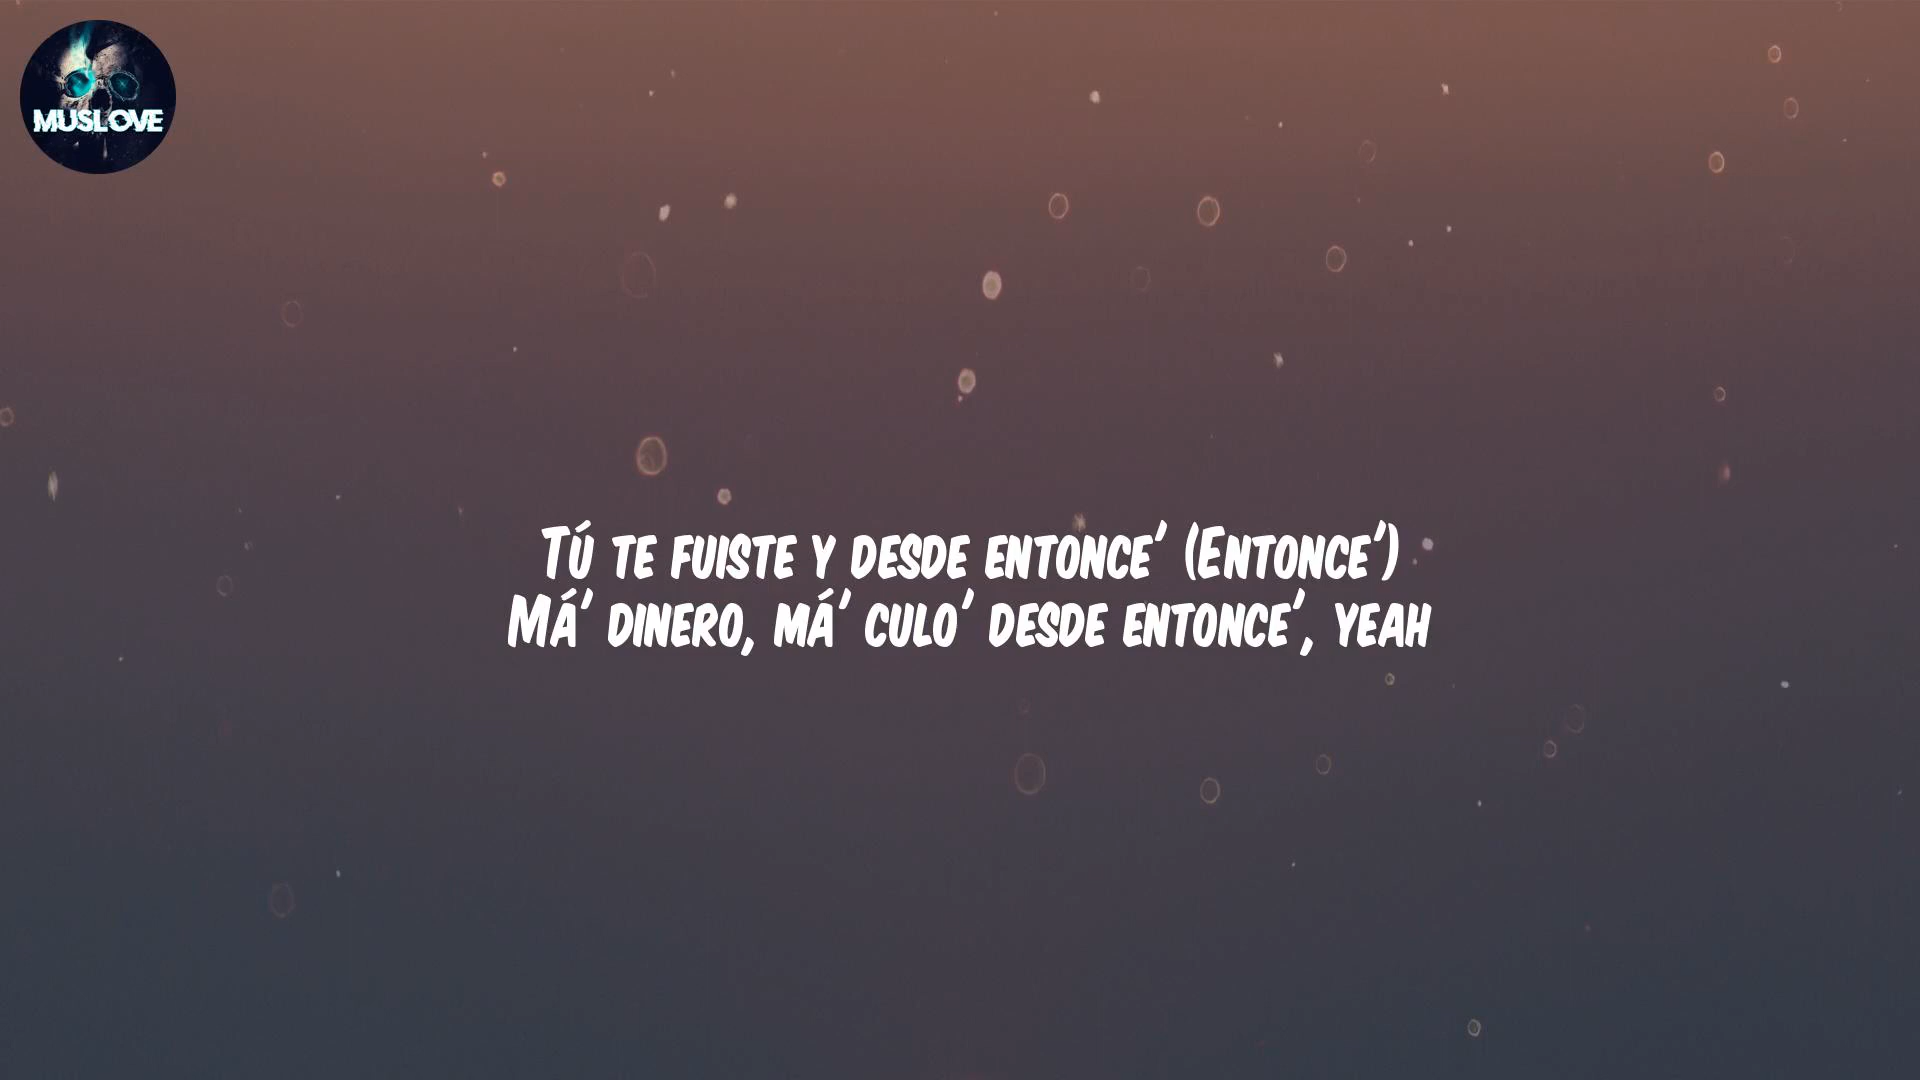 MUSLOVE
Tú te fuiste y desde entonce' (Entonce')
Má' dinero, má' culo' desde entonce', yeah